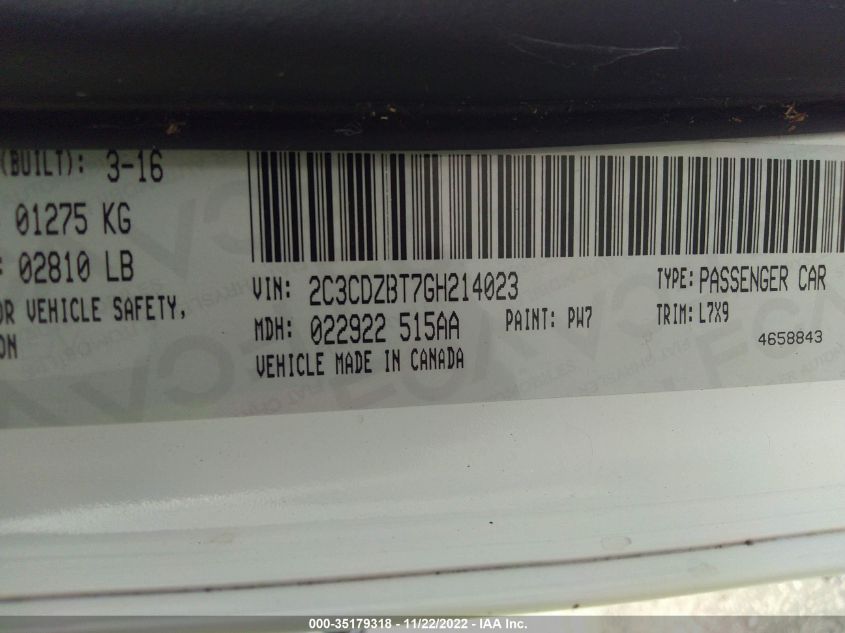 (BUILT): 3-16
01275 KG
02810 LB
OR VEHICLE SAFETY,
ON
VIN: 2C3CDZBT7GH214023
TYPE: PASSENGER CAR
MDH: 022922 515AA
PAINT: PW7
TRIM: L7X9
VEHICLE MADE IN CANADA
4658843
000-35179318 - 11/22/2022 - IAA Inc.